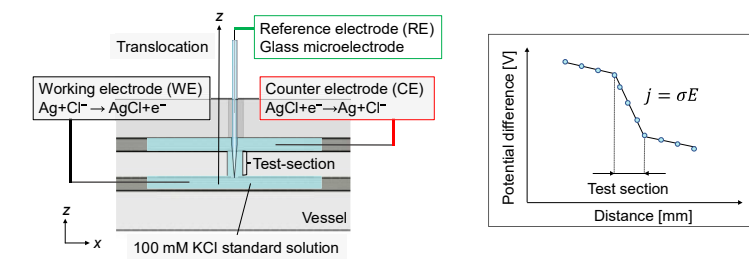 z
Translocation
Reference electrode (RE)
Glass microelectrode
Working electrode (WE)
Ag+Cl⁻ → AgCl+e⁻
Counter electrode (CE)
AgCl+e⁻→Ag+Cl⁻
Test-section
Vessel
z
x
100 mM KCl standard solution
Potential difference [V]
j = σE
Test section
Distance [mm]